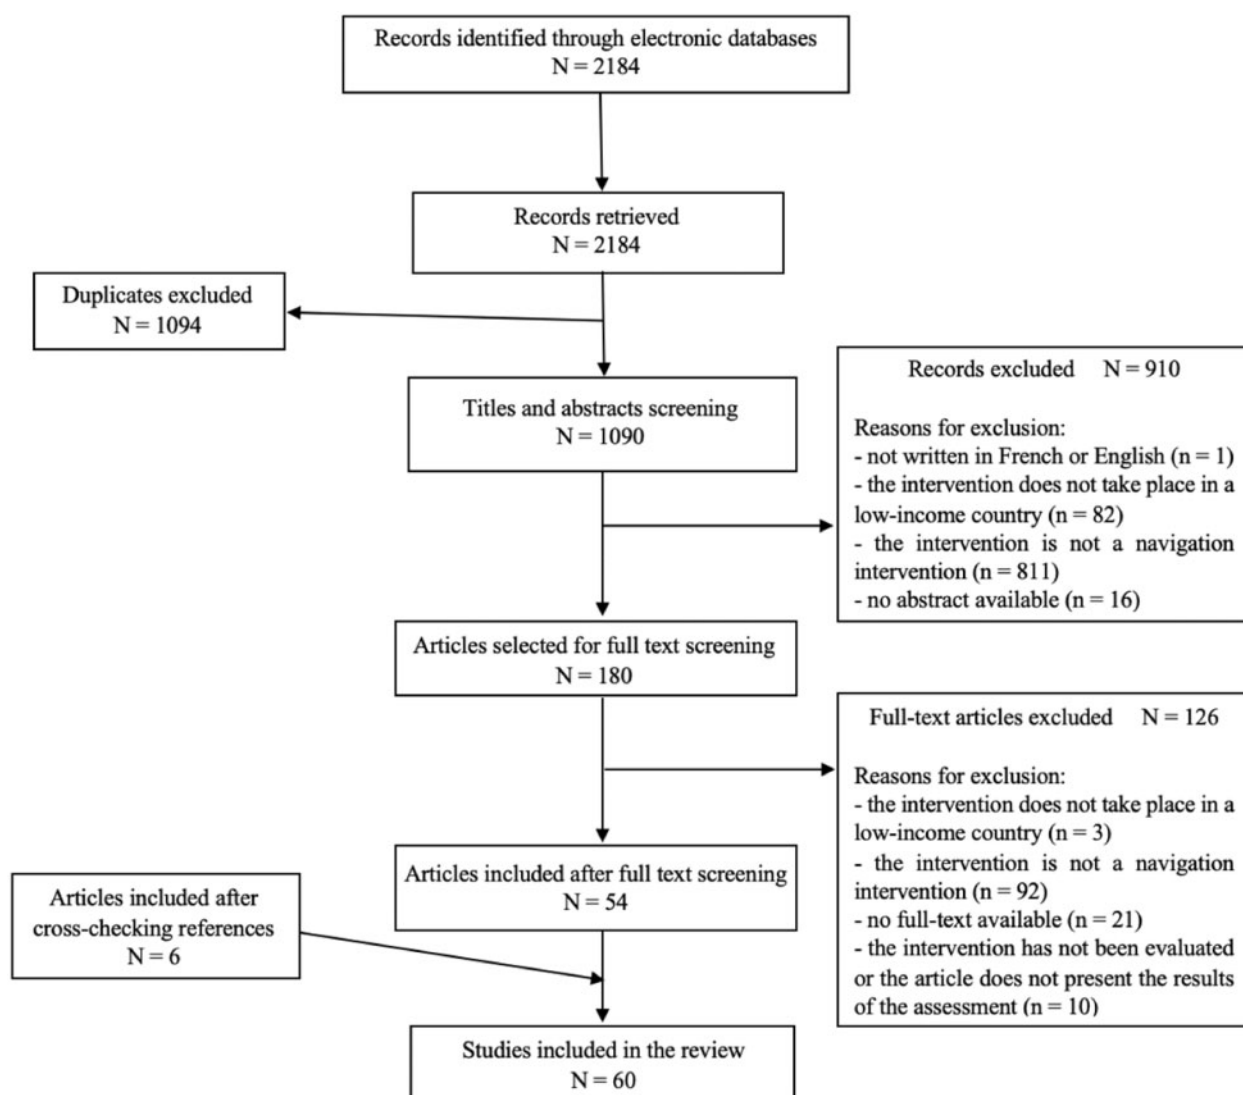 Records identified through electronic databases
N = 2184
Records retrieved
N = 2184
Duplicates excluded
N = 1094
Titles and abstracts screening
N = 1090
Records excluded N = 910
Reasons for exclusion:
- not written in French or English (n = 1)
- the intervention does not take place in a
low-income country (n = 82)
- the intervention is not a navigation
intervention (n = 811)
- no abstract available (n = 16)
Articles selected for full text screening
N = 180
Full-text articles excluded N = 126
Reasons for exclusion:
- the intervention does not take place in a
low-income country (n = 3)
- the intervention is not a navigation
intervention (n = 92)
- no full-text available (n = 21)
- the intervention has not been evaluated
or the article does not present the results
of the assessment (n = 10)
Articles included after full text screening
N = 54
Articles included after
cross-checking references
N = 6
Studies included in the review
N = 60